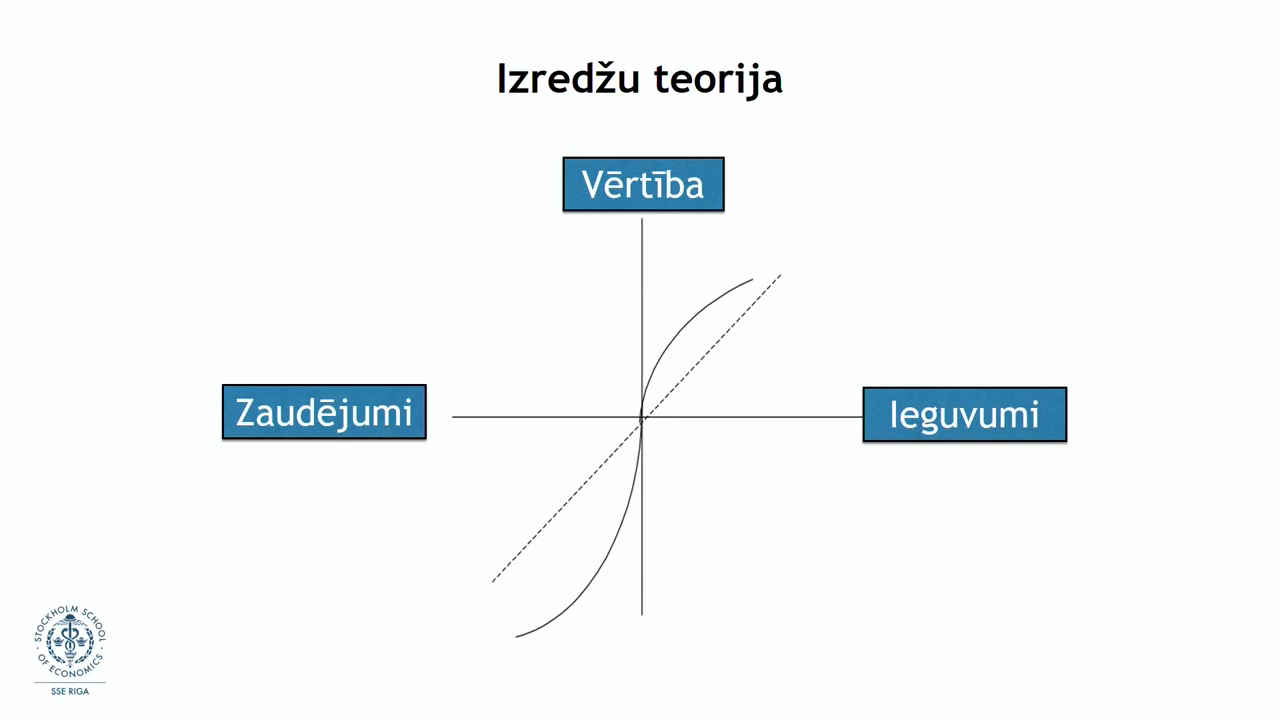 Izredžu teorija
Vērtība
Zaudējumi
Ieguvumi
STOCKHOLM SCHOOL
OF ECONOMICS
SSE RIGA